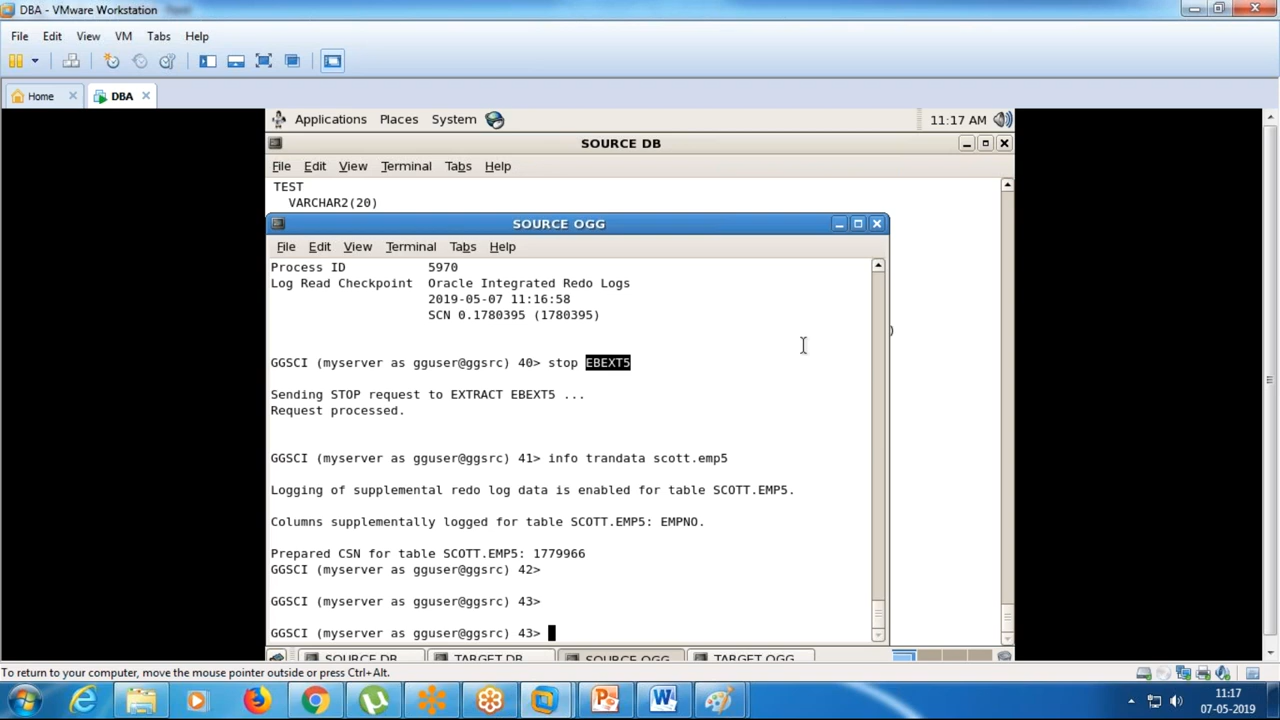 DBA - VMware Workstation
File Edit View VM Tabs Help
Home DBA
Applications Places System 11:17 AM
SOURCE DB
File Edit View Terminal Tabs Help
TEST
VARCHAR2(20)
SOURCE OGG
File Edit View Terminal Tabs Help
Process ID 5970
Log Read Checkpoint Oracle Integrated Redo Logs
2019-05-07 11:16:58
SCN 0.1780395 (1780395)
)
GGSCI (myserver as gguser@ggsrc) 40> stop EBEXT5
Sending STOP request to EXTRACT EBEXT5 ...
Request processed.
GGSCI (myserver as gguser@ggsrc) 41> info trandata scott.emp5
Logging of supplemental redo log data is enabled for table SCOTT.EMP5.
Columns supplementally logged for table SCOTT.EMP5: EMPNO.
Prepared CSN for table SCOTT.EMP5: 1779966
GGSCI (myserver as gguser@ggsrc) 42>
GGSCI (myserver as gguser@ggsrc) 43>
GGSCI (myserver as gguser@ggsrc) 43>
SOURCE DB TARGET DB SOURCE OGG TARGET OGG
To return to your computer, move the mouse pointer outside or press Ctrl+Alt.
11:17
07-05-2019